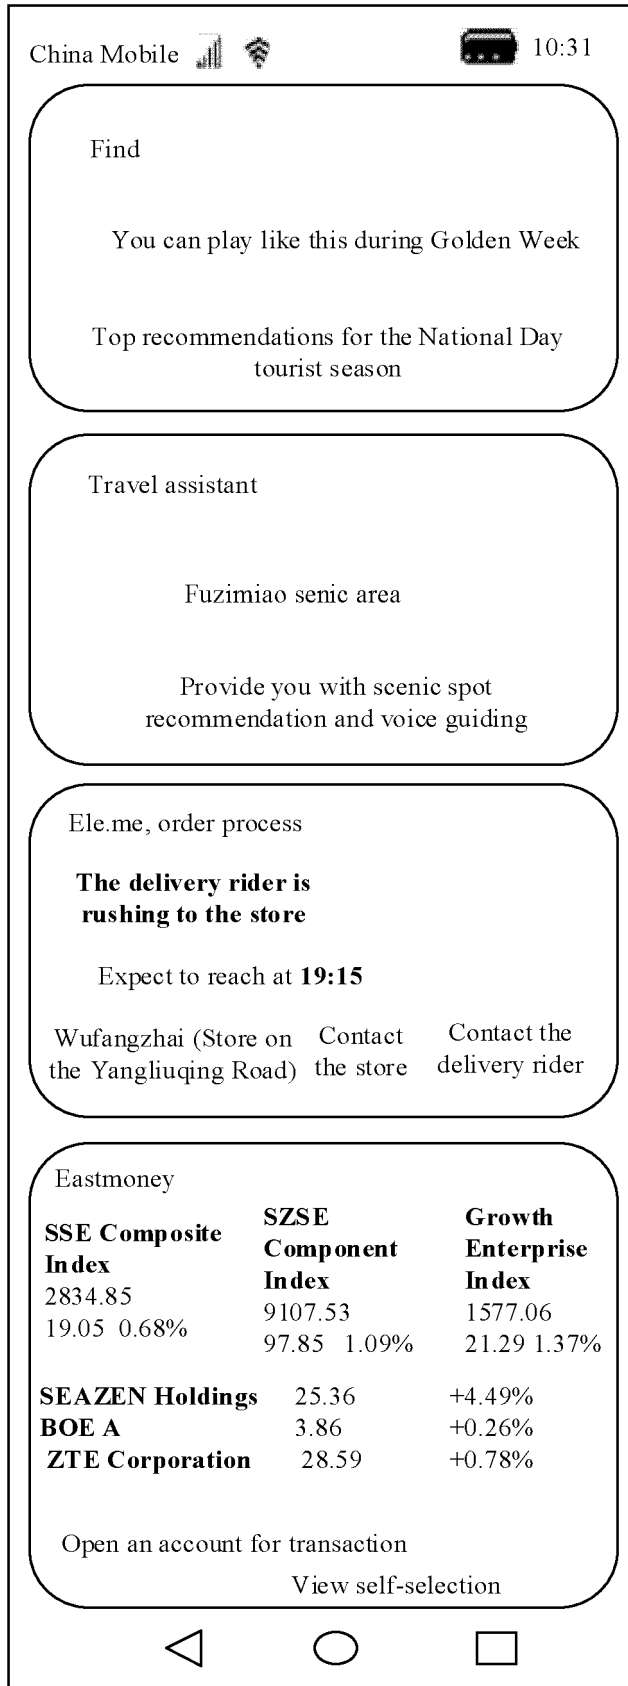 China Mobile 10:31
Find
You can play like this during Golden Week
Top recommendations for the National Day
tourist season
Travel assistant
Fuzimiao senic area
Provide you with scenic spot
recommendation and voice guiding
Ele.me, order process
The delivery rider is
rushing to the store
Expect to reach at 19:15
Wufangzhai (Store on
the Yangliuqing Road)
Contact
the store
Contact the
delivery rider
Eastmoney
SSE Composite
Index
2834.85
19.05 0.68%
SZSE
Component
Index
9107.53
97.85 1.09%
Growth
Enterprise
Index
1577.06
21.29 1.37%
SEAZEN Holdings 25.36 +4.49%
BOE A 3.86 +0.26%
ZTE Corporation 28.59 +0.78%
Open an account for transaction
View self-selection